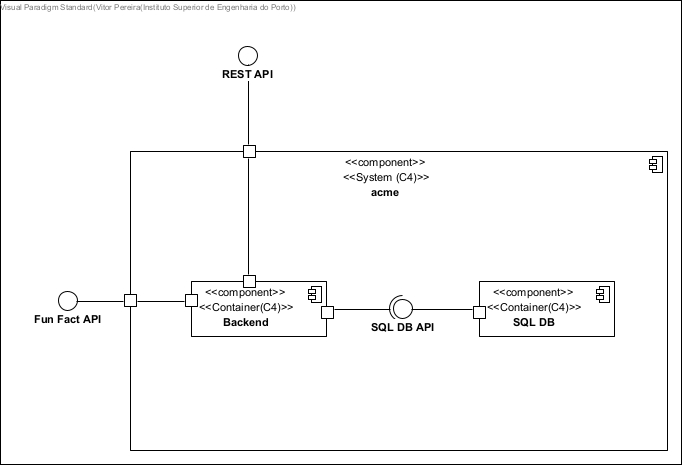 Visual Paradigm Standard(Vitor Pereira(Instituto Superior de Engenharia do Porto))
REST API
<<component>>
<<System (C4)>>
acme
<<component>>
<<Container(C4)>>
Backend
<<component>>
<<Container(C4)>>
SQL DB
Fun Fact API
SQL DB API